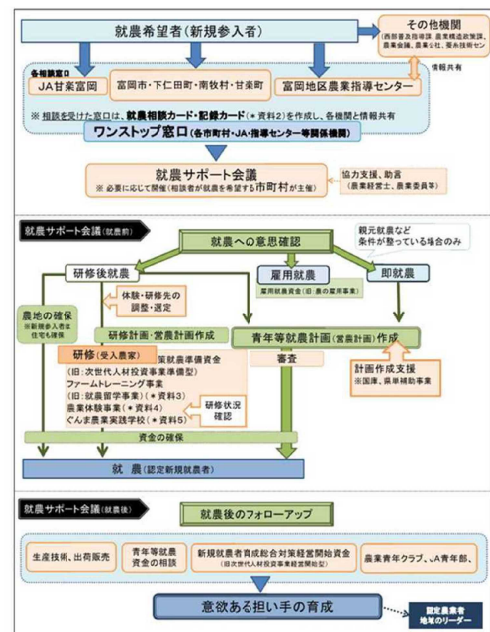 就農希望者(新規参入者)
その他機関
(西部普及指導課、農業構造政策課、
農業会議、農業公社、蚕糸技術セン
各相談窓口
JA甘楽富岡
富岡市・下仁田町・南牧村・甘楽町
富岡地区農業指導センター
情報共有
※ 相談を受けた窓口は、就農相談カード・記録カード(*資料2)を作成し、各機関と情報共有
ワンストップ窓口(各市町村・JA・指導センター等関係機関)
就農サポート会議
※ 必要に応じて開催(相談者が就農を希望する市町村が主催)
協力支援、助言
(農業経営士、農業委員等)
就農サポート会議(就農前)
就農への意思確認
親元就農など
条件が整っている場合のみ
研修後就農
雇用就農
即就農
雇用就農資金(旧:農の雇用事業)
体験・研修先の
調整・選定
農地の確保
※新規参入者は
住宅も確保
研修計画・営農計画作成
青年等就農計画(営農計画)作成
研修(受入農家)
策就農準備資金
(旧:次世代人材投資事業準備型)
ファームトレーニング事業
(旧:就農留学事業)(*資料3)
農業体験事業(*資料4)
ぐんま農業実践学校(*資料5)
審査
計画作成支援
※国庫、県単補助事業
研修状況
確認
資金の確保
就 農(認定新規就農者)
就農サポート会議(就農後)
就農後のフォローアップ
生産技術、出荷販売
青年等就農
資金の相談
新規就農者育成総合対策経営開始資金
(旧次世代人材投資事業経営開始型)
農業青年クラブ、JA青年部、
意欲ある担い手の育成
認定農業者
地域のリーダー